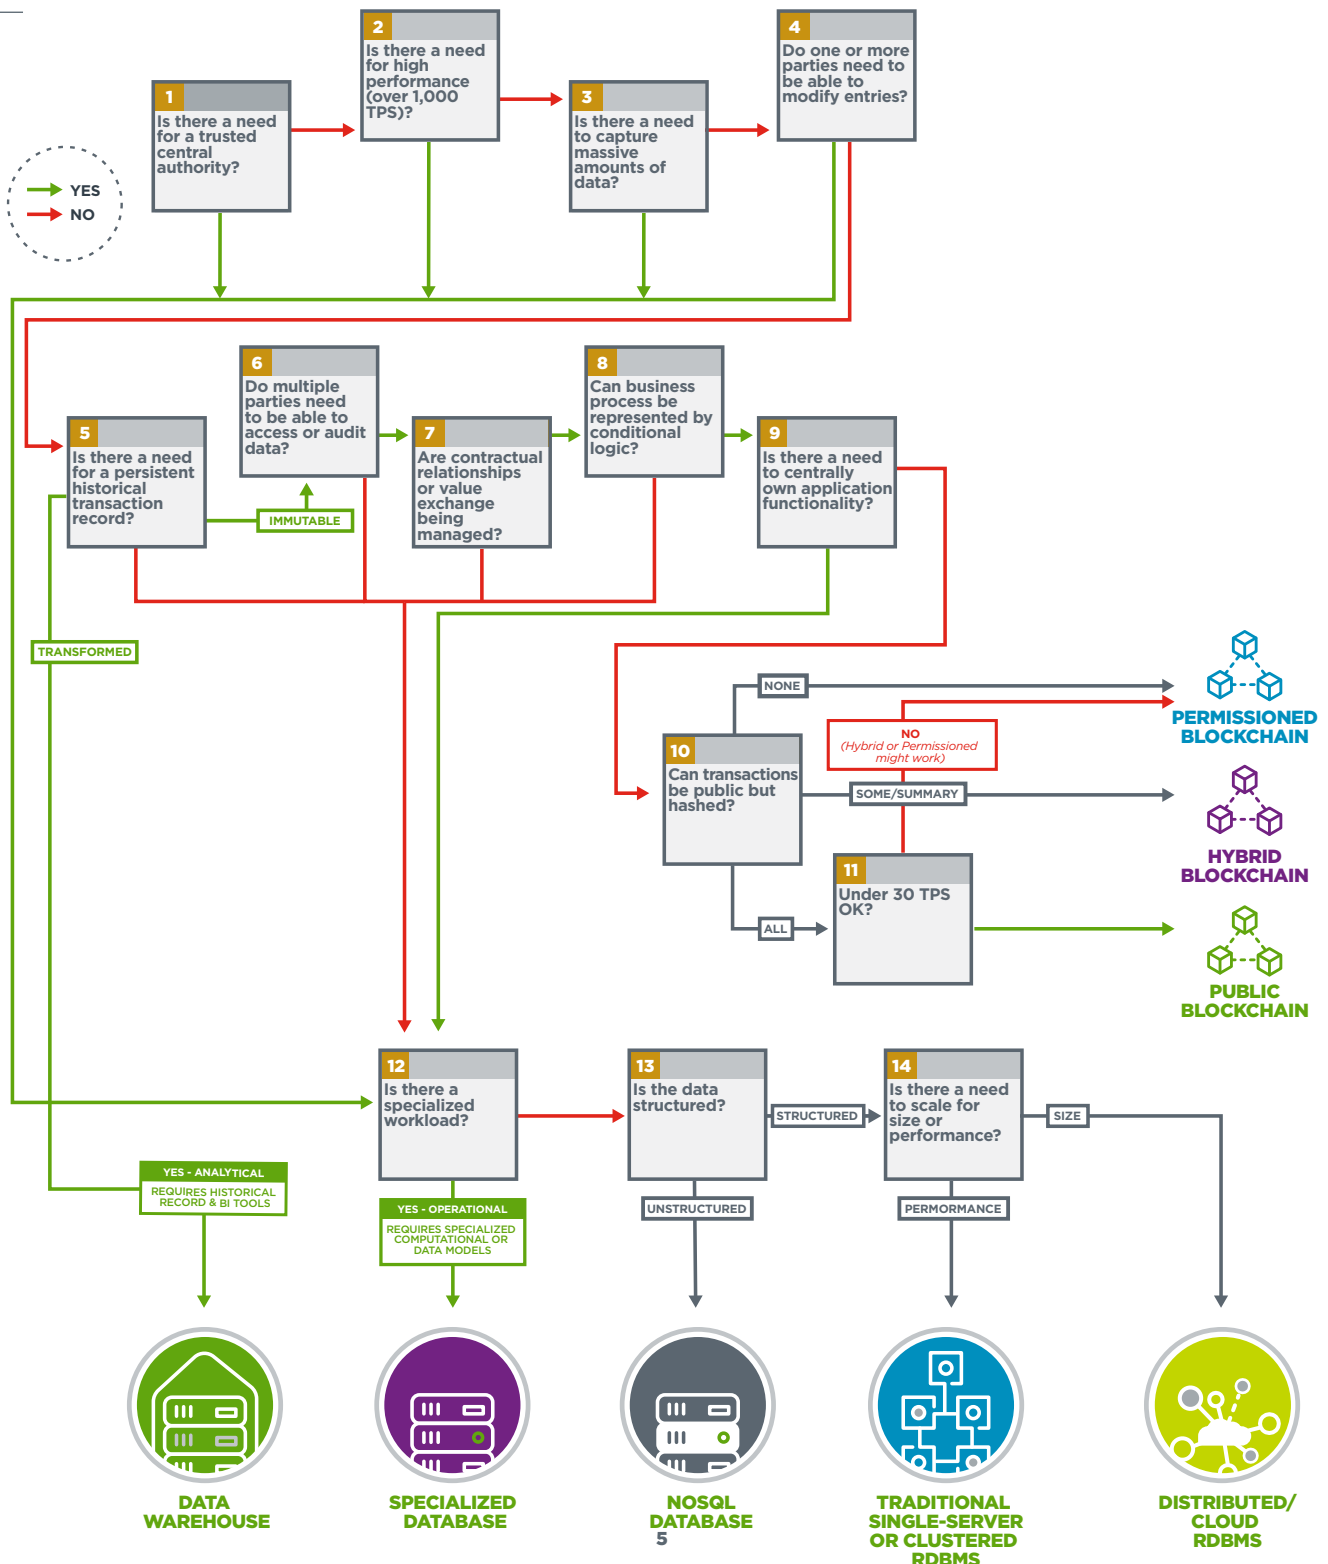 1
Is there a need
for a trusted
central
authority?
2
Is there a need
for high
performance
(over 1,000
TPS)?
3
Is there a need
to capture
massive
amounts of
data?
4
Do one or more
parties need to
be able to
modify entries?
YES
NO
5
Is there a need
for a persistent
historical
transaction
record?
IMMUTABLE
TRANSFORMED
6
Do multiple
parties need
to be able to
access or audit
data?
7
Are contractual
relationships
or value
exchange
being
managed?
8
Can business
process be
represented by
conditional
logic?
9
Is there a need
to centrally
own application
functionality?
10
Can transactions
be public but
hashed?
NONE
NO
(Hybrid or Permissioned
might work)
SOME/SUMMARY
ALL
11
Under 30 TPS
OK?
PERMISSIONED
BLOCKCHAIN
HYBRID
BLOCKCHAIN
PUBLIC
BLOCKCHAIN
12
Is there a
specialized
workload?
13
Is the data
structured?
STRUCTURED
14
Is there a need
to scale for
size or
performance?
SIZE
YES - ANALYTICAL
REQUIRES HISTORICAL
RECORD & BI TOOLS
YES - OPERATIONAL
REQUIRES SPECIALIZED
COMPUTATIONAL OR
DATA MODELS
UNSTRUCTURED
PERMORMANCE
DATA
WAREHOUSE
SPECIALIZED
DATABASE
NOSQL
DATABASE
TRADITIONAL
SINGLE-SERVER
OR CLUSTERED
RDBMS
DISTRIBUTED/
CLOUD
RDBMS
5